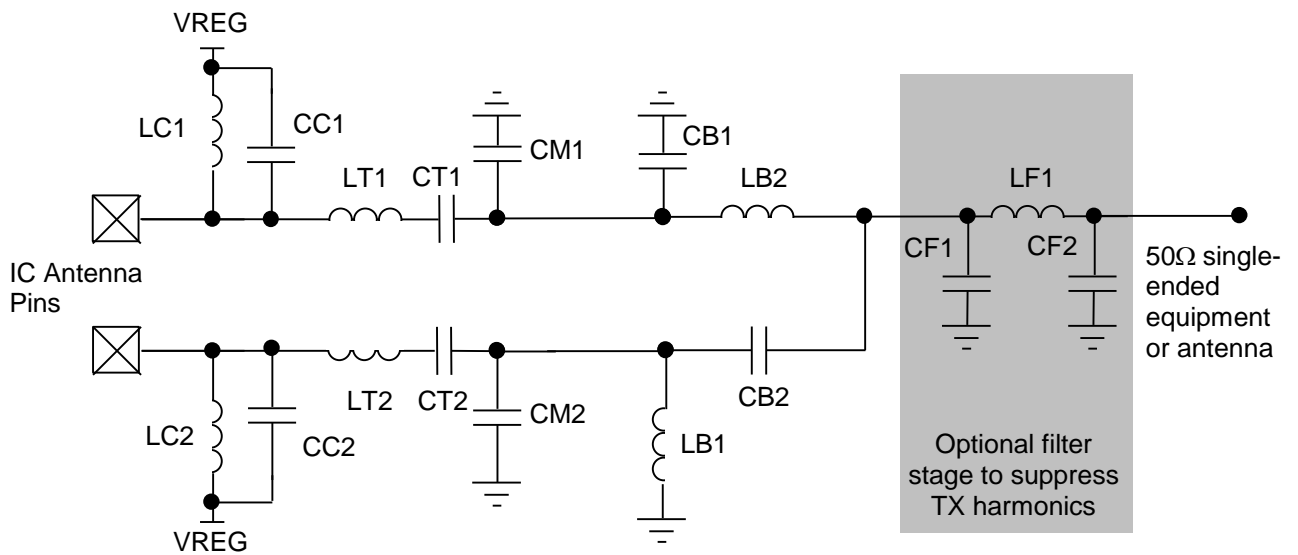 VREG
LC1
CC1
LT1
CT1
CM1
CB1
LB2
LF1
CF1
CF2
IC Antenna
Pins
50Ω single-
ended
equipment
or antenna
LC2
CC2
LT2
CT2
CM2
LB1
CB2
VREG
Optional filter
stage to suppress
TX harmonics